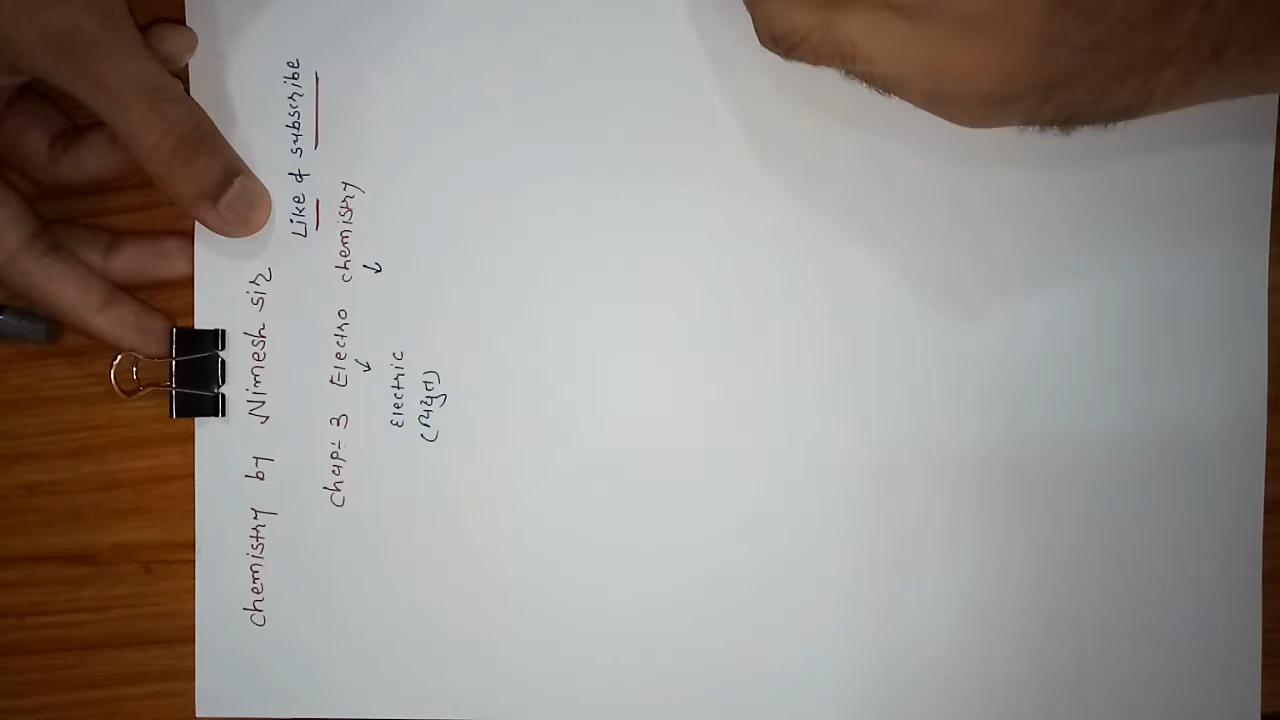 Like & subscribe
chemistry by Nimesh sir
chap:- 3 Electro chemistry
↓ ↓
Electric
(વિદ્યુત)